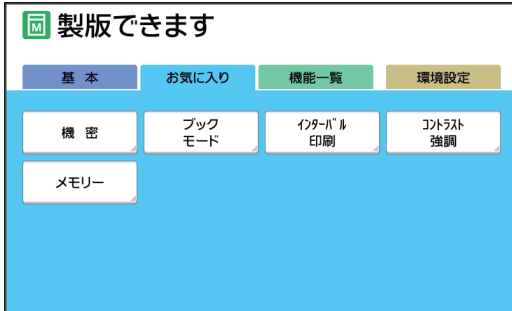 製版できます
基本 お気に入り 機能一覧 環境設定
機密 ブック モード ｲﾝﾀｰﾊﾞﾙ 印刷 ｺﾝﾄﾗｽﾄ 強調
メモリー